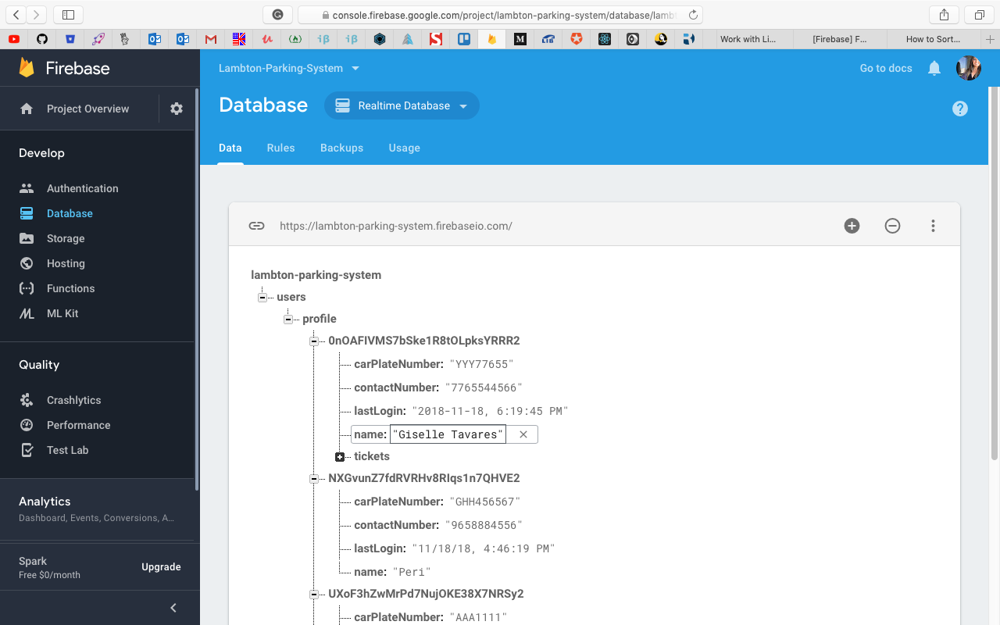 console.firebase.google.com/project/lambton-parking-system/database/lamb
Work with Li... [Firebase] F... How to Sort...
Firebase
Lambton-Parking-System
Go to docs
Project Overview
Database
Realtime Database
Data Rules Backups Usage
Develop
Authentication
Database
Storage
Hosting
Functions
ML Kit
Quality
Crashlytics
Performance
Test Lab
Analytics
Dashboard, Events, Conversions, A...
Spark
Free $0/month
Upgrade
https://lambton-parking-system.firebaseio.com/
lambton-parking-system
users
profile
0nOAFIVMS7bSke1R8tOLpksYRRR2
carPlateNumber: "YYY77655"
contactNumber: "7765544566"
lastLogin: "2018-11-18, 6:19:45 PM"
name: "Giselle Tavares"
tickets
NXGvunZ7fdRVRHv8RIqs1n7QHVE2
carPlateNumber: "GHH456567"
contactNumber: "9658884556"
lastLogin: "11/18/18, 4:46:19 PM"
name: "Peri"
UXoF3hZwMrPd7NujOKE38X7NRSy2
carPlateNumber: "AAA1111"